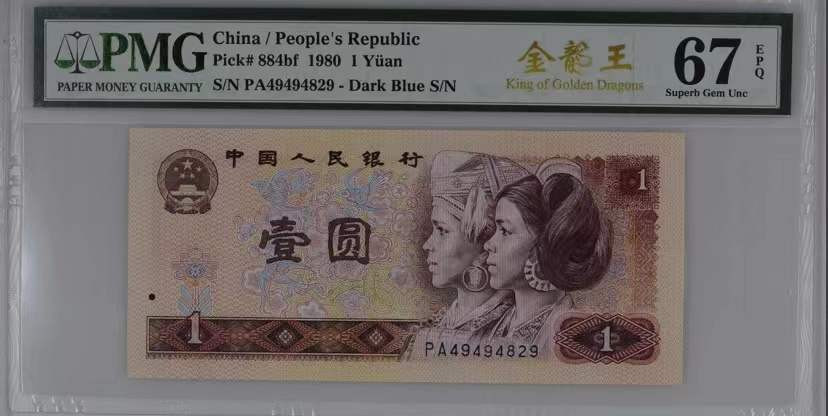 PMG
PAPER MONEY GUARANTY
China / People's Republic
Pick# 884bf 1980 1 Yüan
S/N PA49494829 - Dark Blue S/N
金龍王
King of Golden Dragons
67
EPQ
Superb Gem Unc
中国人民银行
壹圆
1
1
PA49494829
1